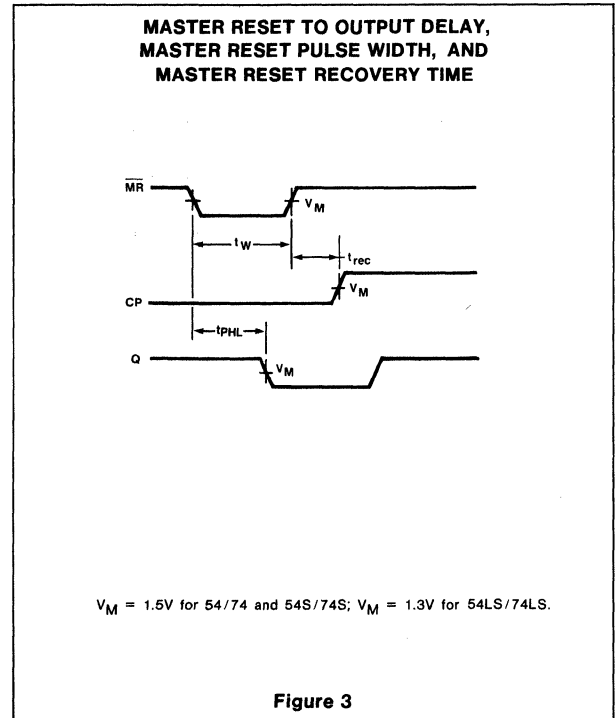 MASTER RESET TO OUTPUT DELAY,
MASTER RESET PULSE WIDTH, AND
MASTER RESET RECOVERY TIME
MR
VM
tW
trec
VM
CP
tPHL
Q
VM
VM = 1.5V for 54/74 and 54S/74S; VM = 1.3V for 54LS/74LS.
Figure 3